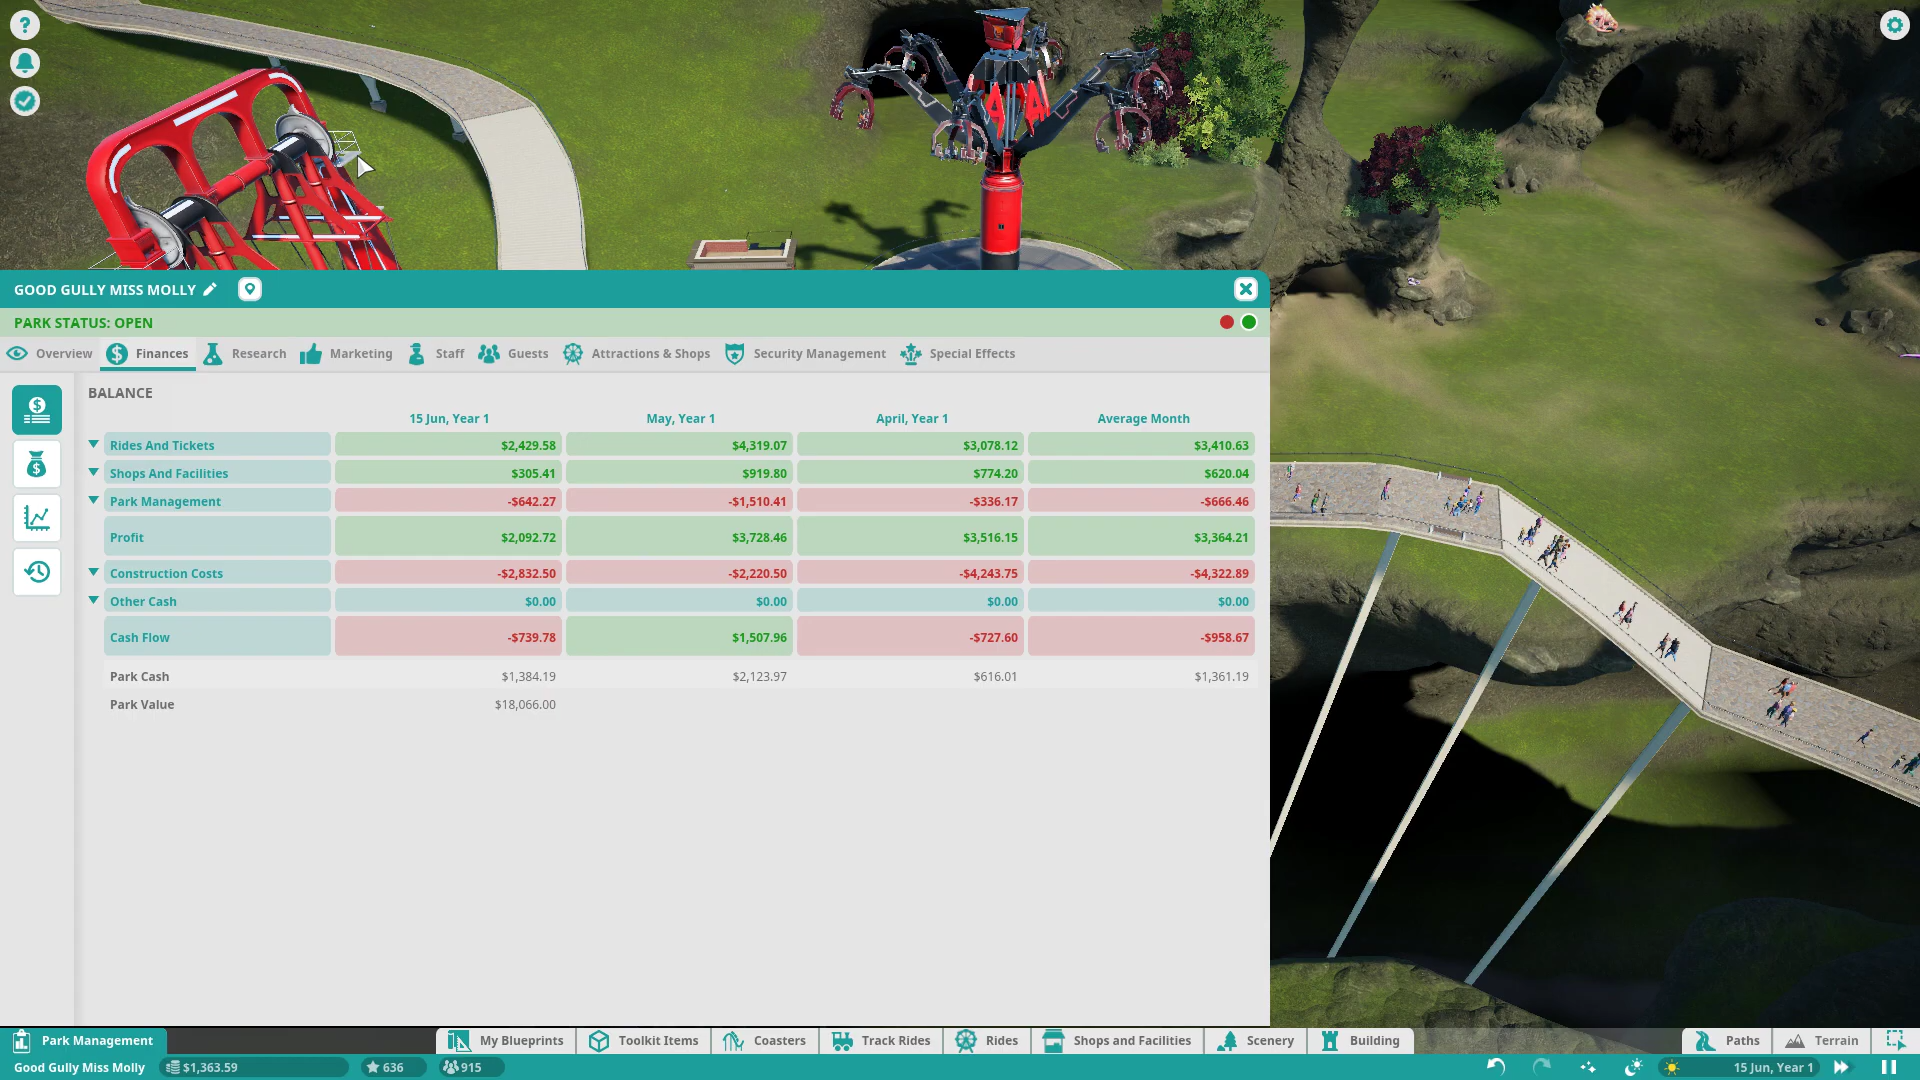 ?
GOOD GULLY MISS MOLLY
PARK STATUS: OPEN
Overview Finances Research Marketing Staff Guests Attractions & Shops Security Management Special Effects
BALANCE
15 Jun, Year 1 May, Year 1 April, Year 1 Average Month
Rides And Tickets $2,429.58 $4,319.07 $3,078.12 $3,410.63
Shops And Facilities $305.41 $919.80 $774.20 $620.04
Park Management -$642.27 -$1,510.41 -$336.17 -$666.46
Profit $2,092.72 $3,728.46 $3,516.15 $3,364.21
Construction Costs -$2,832.50 -$2,220.50 -$4,243.75 -$4,322.89
Other Cash $0.00 $0.00 $0.00 $0.00
Cash Flow -$739.78 $1,507.96 -$727.60 -$958.67
Park Cash $1,384.19 $2,123.97 $616.01 $1,361.19
Park Value $18,066.00
Park Management My Blueprints Toolkit Items Coasters Track Rides Rides Shops and Facilities Scenery Building Paths Terrain
Good Gully Miss Molly $1,363.59 636 915 15 Jun, Year 1